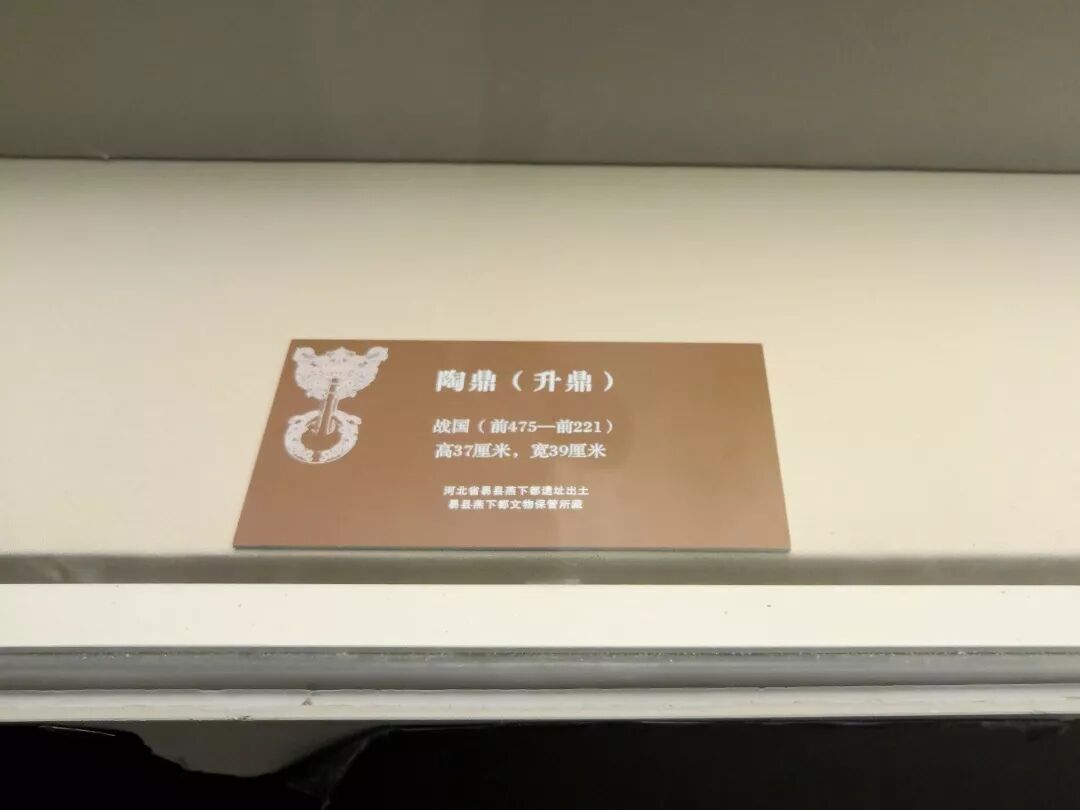 陶鼎（升鼎）
战国（前475—前221）
高37厘米，宽39厘米
河北省易县燕下都遗址出土
易县燕下都文物保管所藏